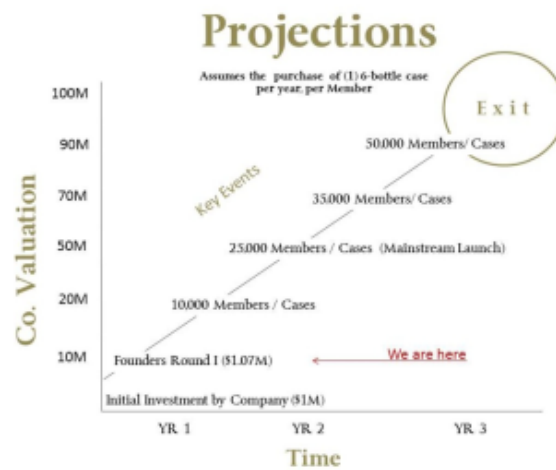 Projections
Assumes the purchase of (1) 6-bottle case
per year, per Member
100M
Exit
90M
50,000 Members/ Cases
Key Events
70M
35,000 Members/ Cases
50M
25,000 Members / Cases (Mainstream Launch)
Co. Valuation
20M
10,000 Members / Cases
10M
Founders Round I ($1.07M)
We are here
Initial Investment by Company ($1M)
YR 1
YR 2
YR 3
Time